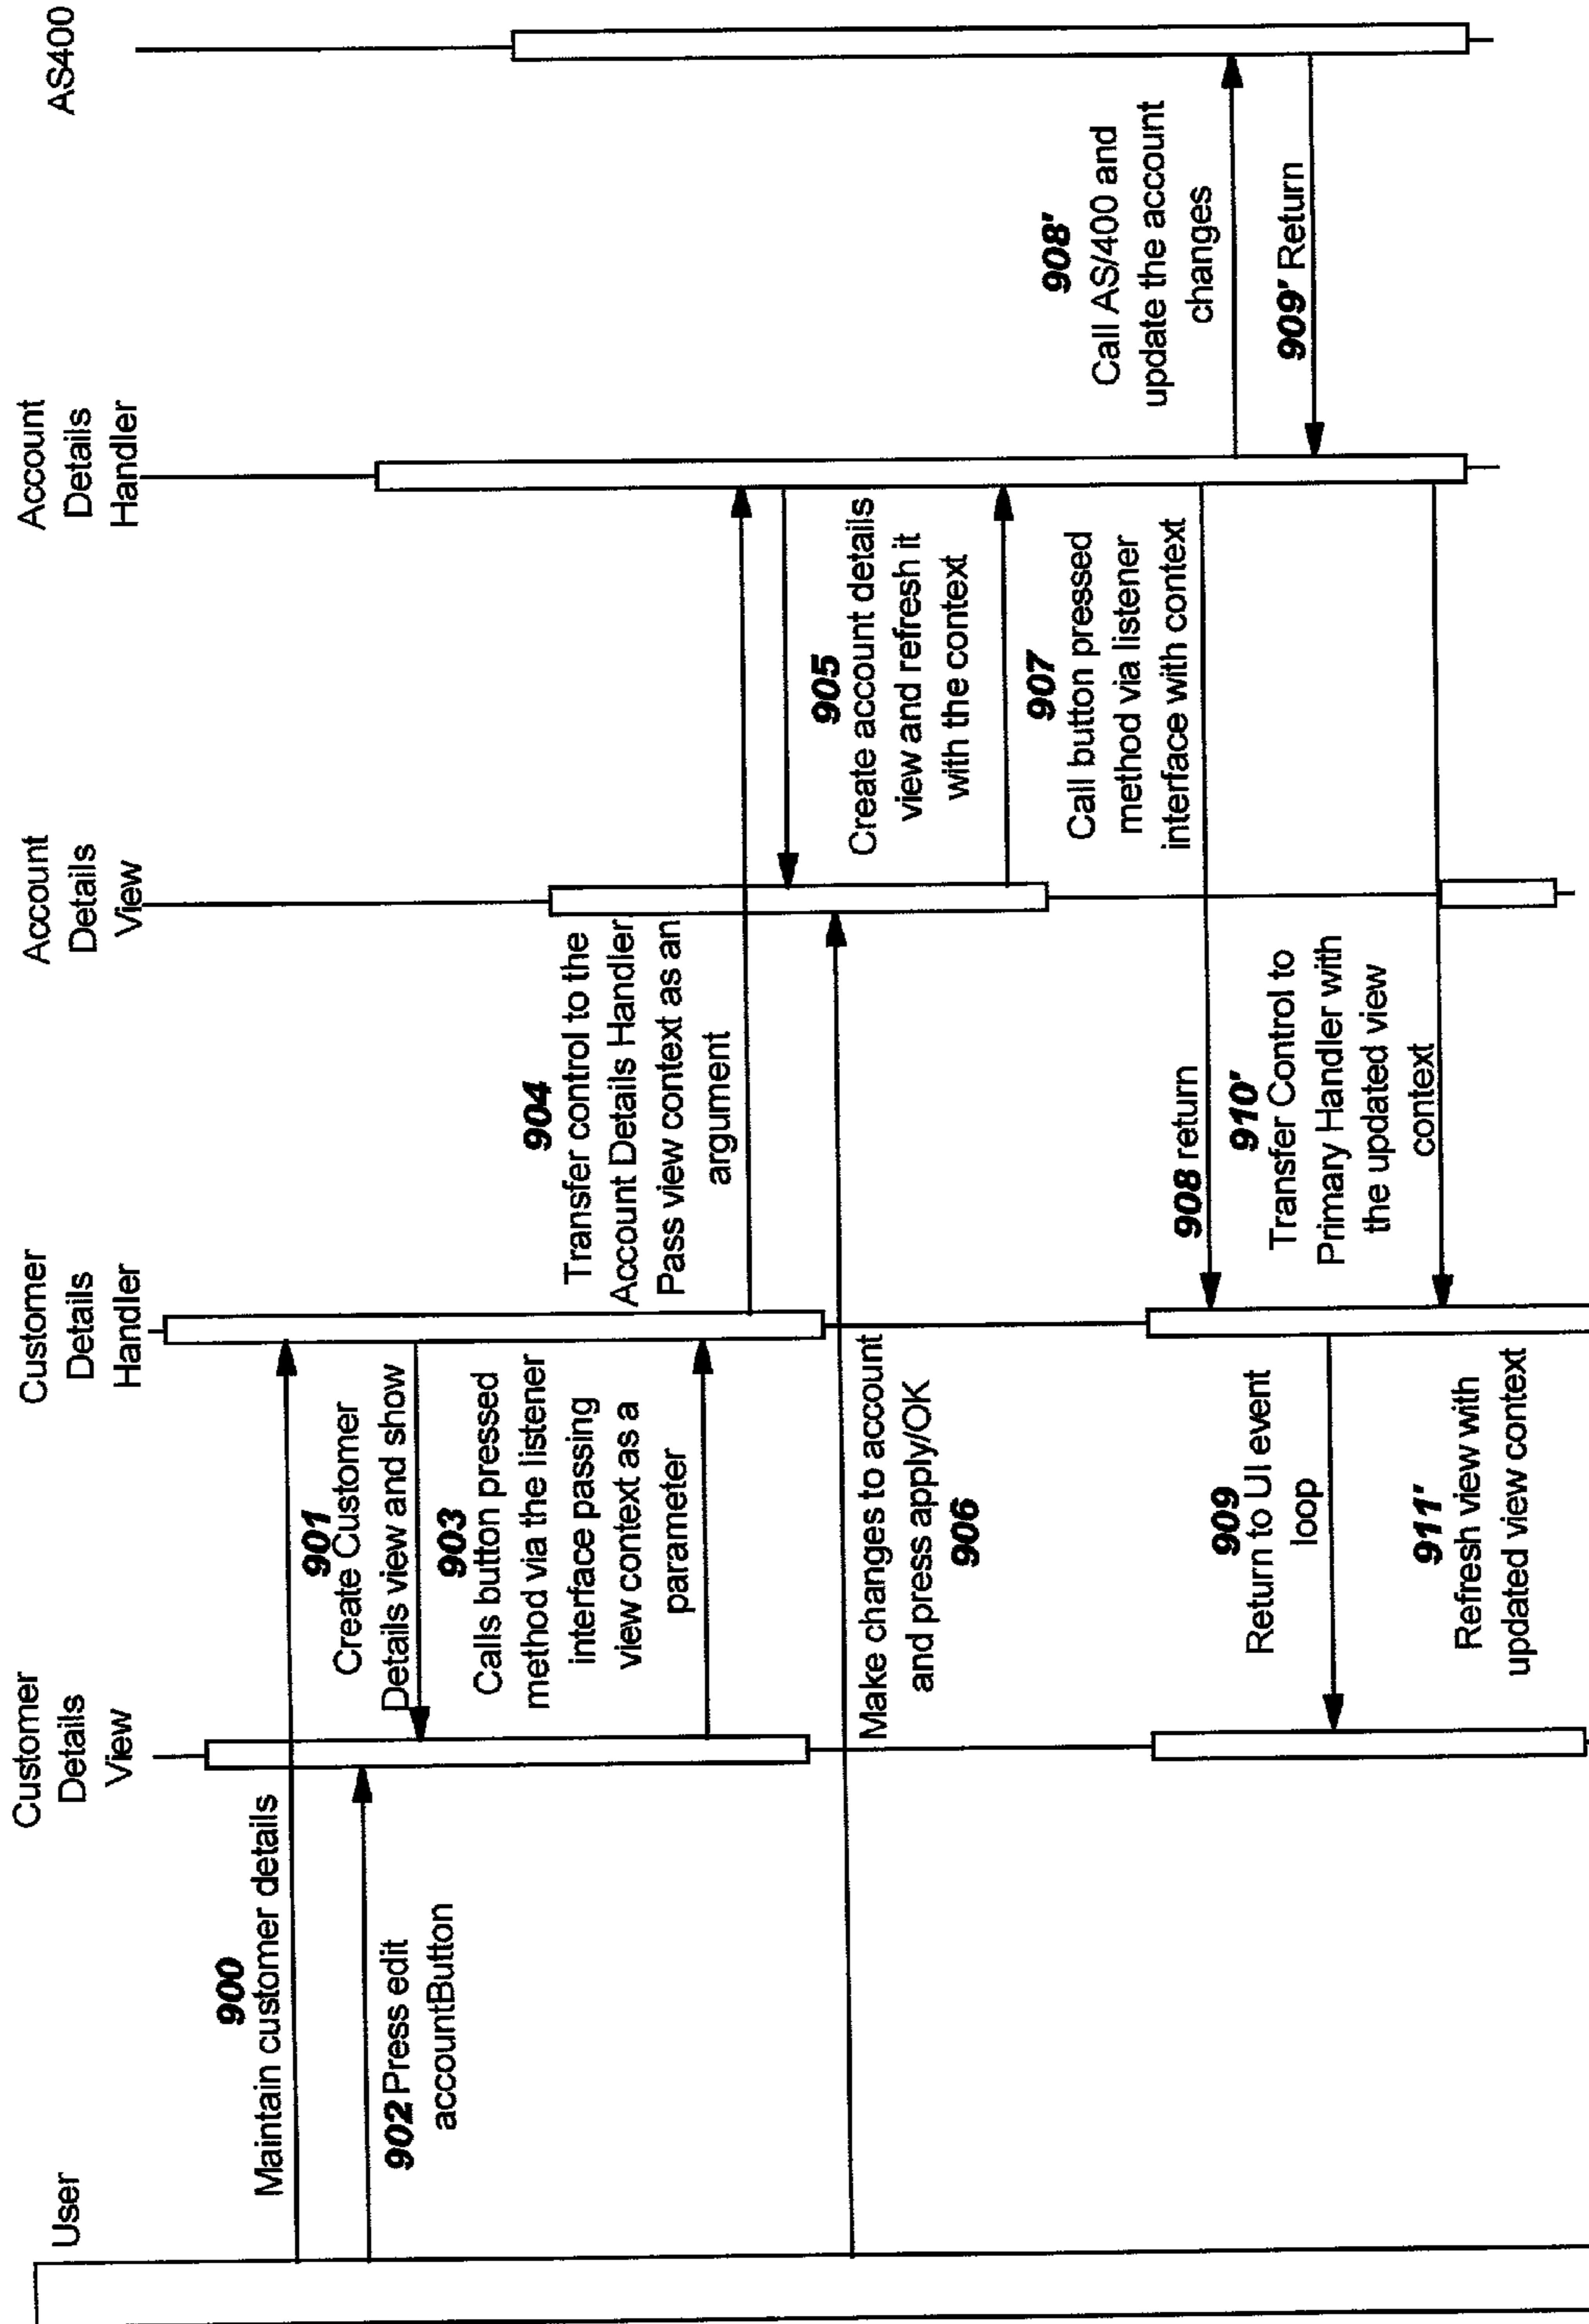 User
Customer
Details
View
Customer
Details
Handler
Account
Details
View
Account
Details
Handler
AS400
900
Maintain customer details
901
Create Customer
Details view and show
902 Press edit
accountButton
903
Calls button pressed
method via the listener
interface passing
view context as a
parameter
904
Transfer control to the
Account Details Handler
Pass view context as an
argument
905
Create account details
view and refresh it
with the context
Make changes to account
and press apply/OK
906
907
Call button pressed
method via listener
interface with context
908 return
908'
Call AS/400 and
update the account
changes
909
Return to UI event
loop
909' Return
910'
Transfer Control to
Primary Handler with
the updated view
context
911'
Refresh view with
updated view context